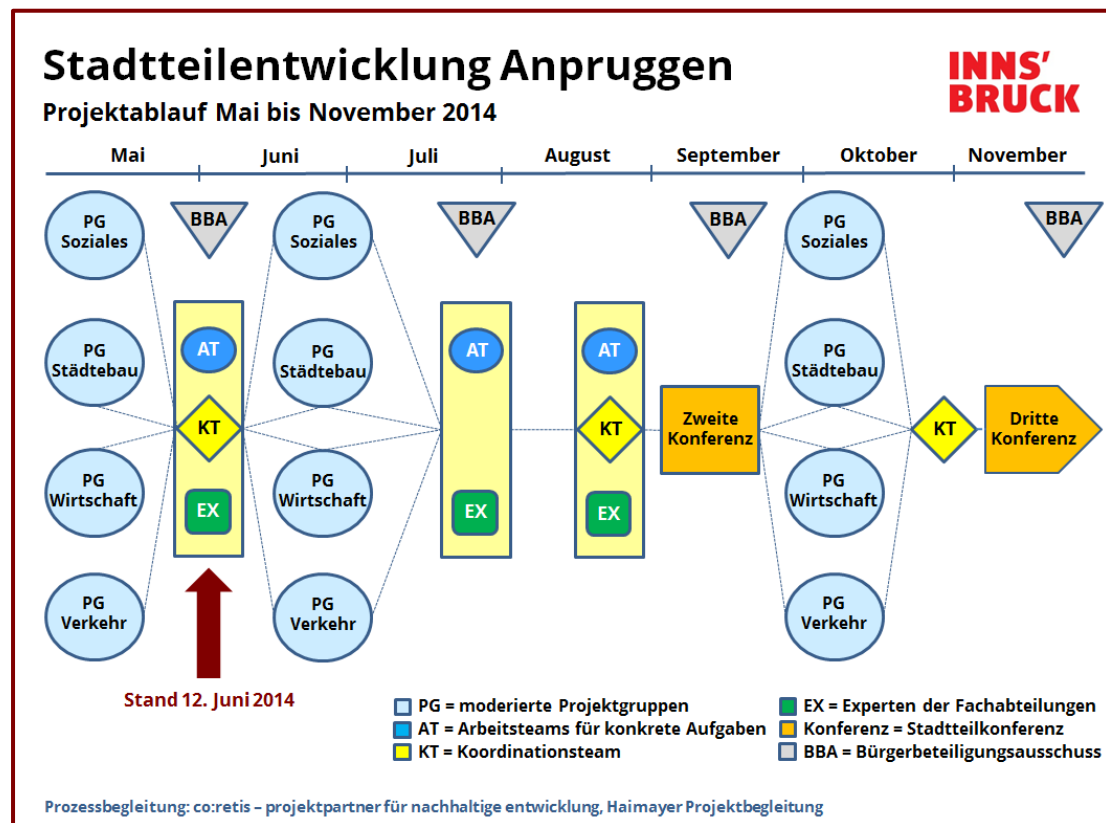 Stadtteilentwicklung Anpruggen
Projektablauf Mai bis November 2014
INNS'
BRUCK
Mai
Juni
Juli
August
September
Oktober
November
PG
Soziales
BBA
PG
Soziales
BBA
BBA
PG
Soziales
BBA
PG
Städtebau
AT
PG
Städtebau
AT
AT
PG
Städtebau
KT
KT
Zweite
Konferenz
KT
Dritte
Konferenz
PG
Wirtschaft
EX
PG
Wirtschaft
EX
EX
PG
Wirtschaft
PG
Verkehr
PG
Verkehr
PG
Verkehr
Stand 12. Juni 2014
PG = moderierte Projektgruppen
AT = Arbeitsteams für konkrete Aufgaben
KT = Koordinationsteam
EX = Experten der Fachabteilungen
Konferenz = Stadtteilkonferenz
BBA = Bürgerbeteiligungsausschuss
Prozessbegleitung: co:retis – projektpartner für nachhaltige entwicklung, Haimayer Projektbegleitung